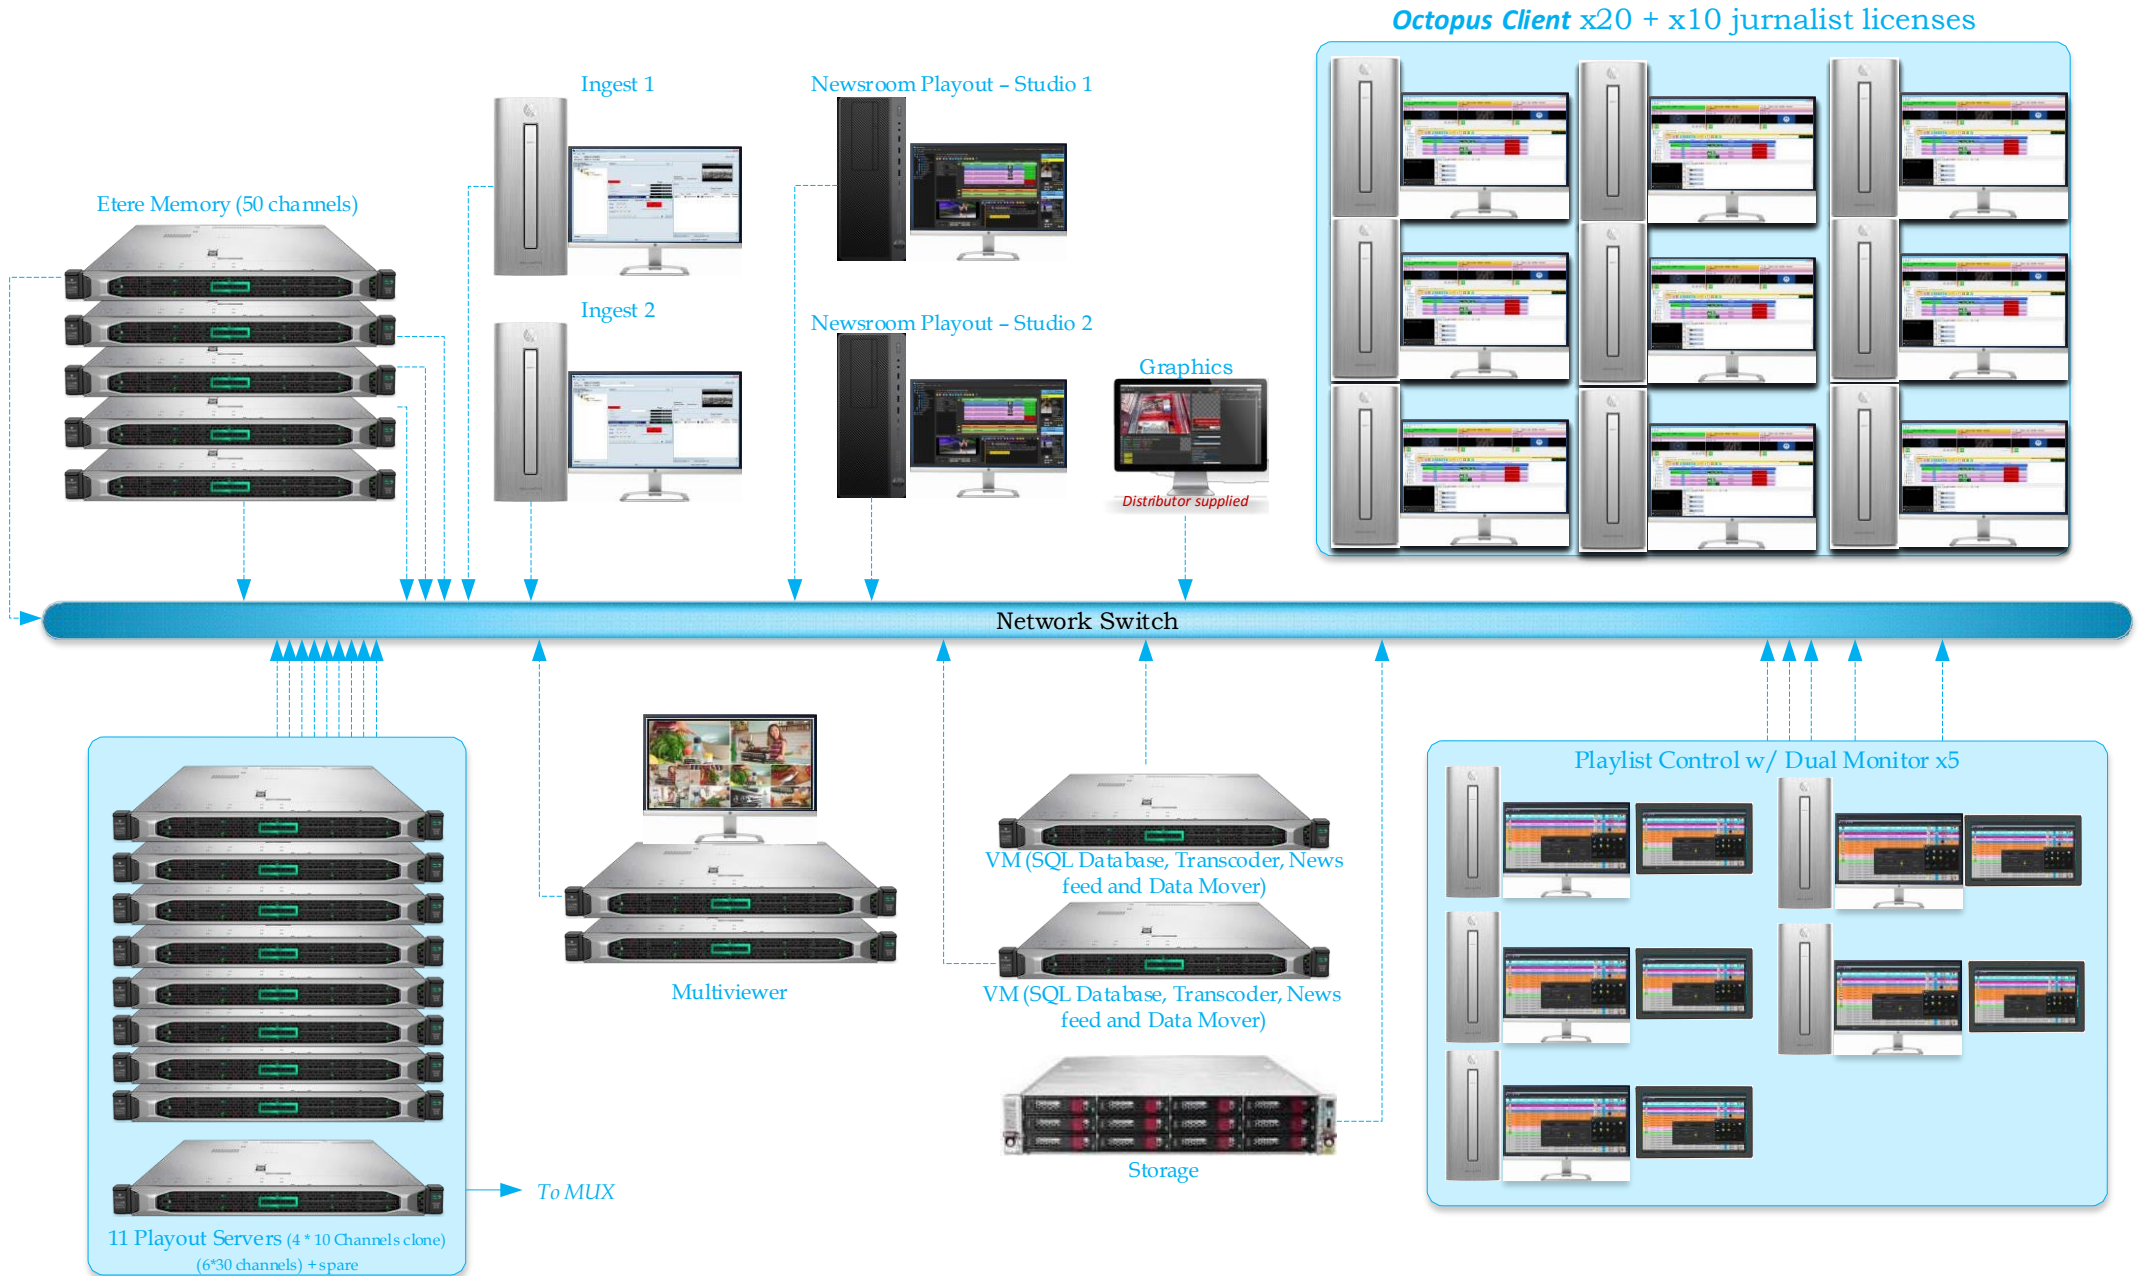 Octopus Client x20 + x10 jurnalist licenses
Ingest 1
Newsroom Playout – Studio 1
Etere Memory (50 channels)
Ingest 2
Newsroom Playout – Studio 2
Graphics
Distributor supplied
Network Switch
Playlist Control w/ Dual Monitor x5
VM (SQL Database, Transcoder, News
feed and Data Mover)
Multiviewer
VM (SQL Database, Transcoder, News
feed and Data Mover)
Storage
To MUX
11 Playout Servers (4 * 10 Channels clone)
(6*30 channels) + spare